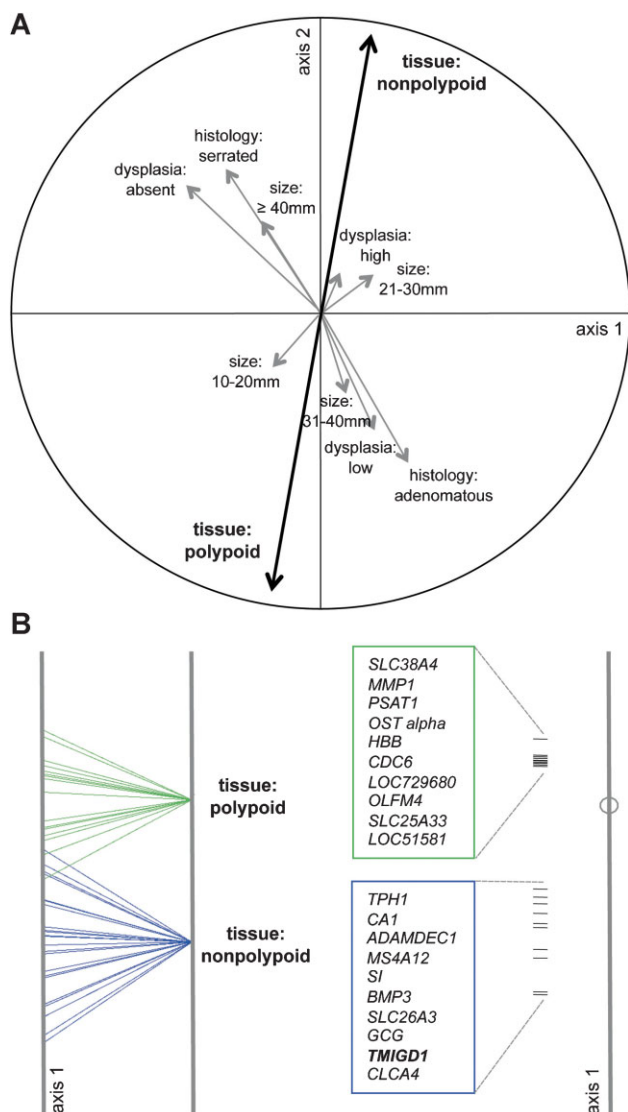 A
axis 2
tissue:
nonpolypoid
histology:
serrated
dysplasia:
absent
size:
≥ 40mm
dysplasia:
high
size:
21-30mm
axis 1
size:
10-20mm
size:
31-40mm
dysplasia:
low
histology:
adenomatous
tissue:
polypoid
B
tissue:
polypoid
SLC38A4
MMP1
PSAT1
OST alpha
HBB
CDC6
LOC729680
OLFM4
SLC25A33
LOC51581
tissue:
nonpolypoid
TPH1
CA1
ADAMDEC1
MS4A12
SI
BMP3
SLC26A3
GCG
TMIGD1
CLCA4
axis 1
axis 1